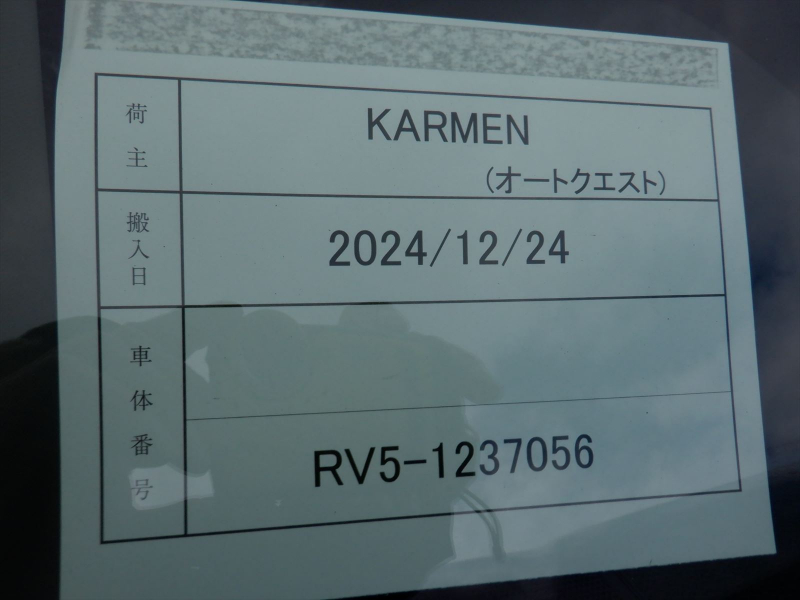 荷主
KARMEN
(オートクエスト)
搬入日
2024/12/24
車体番号
RV5-1237056